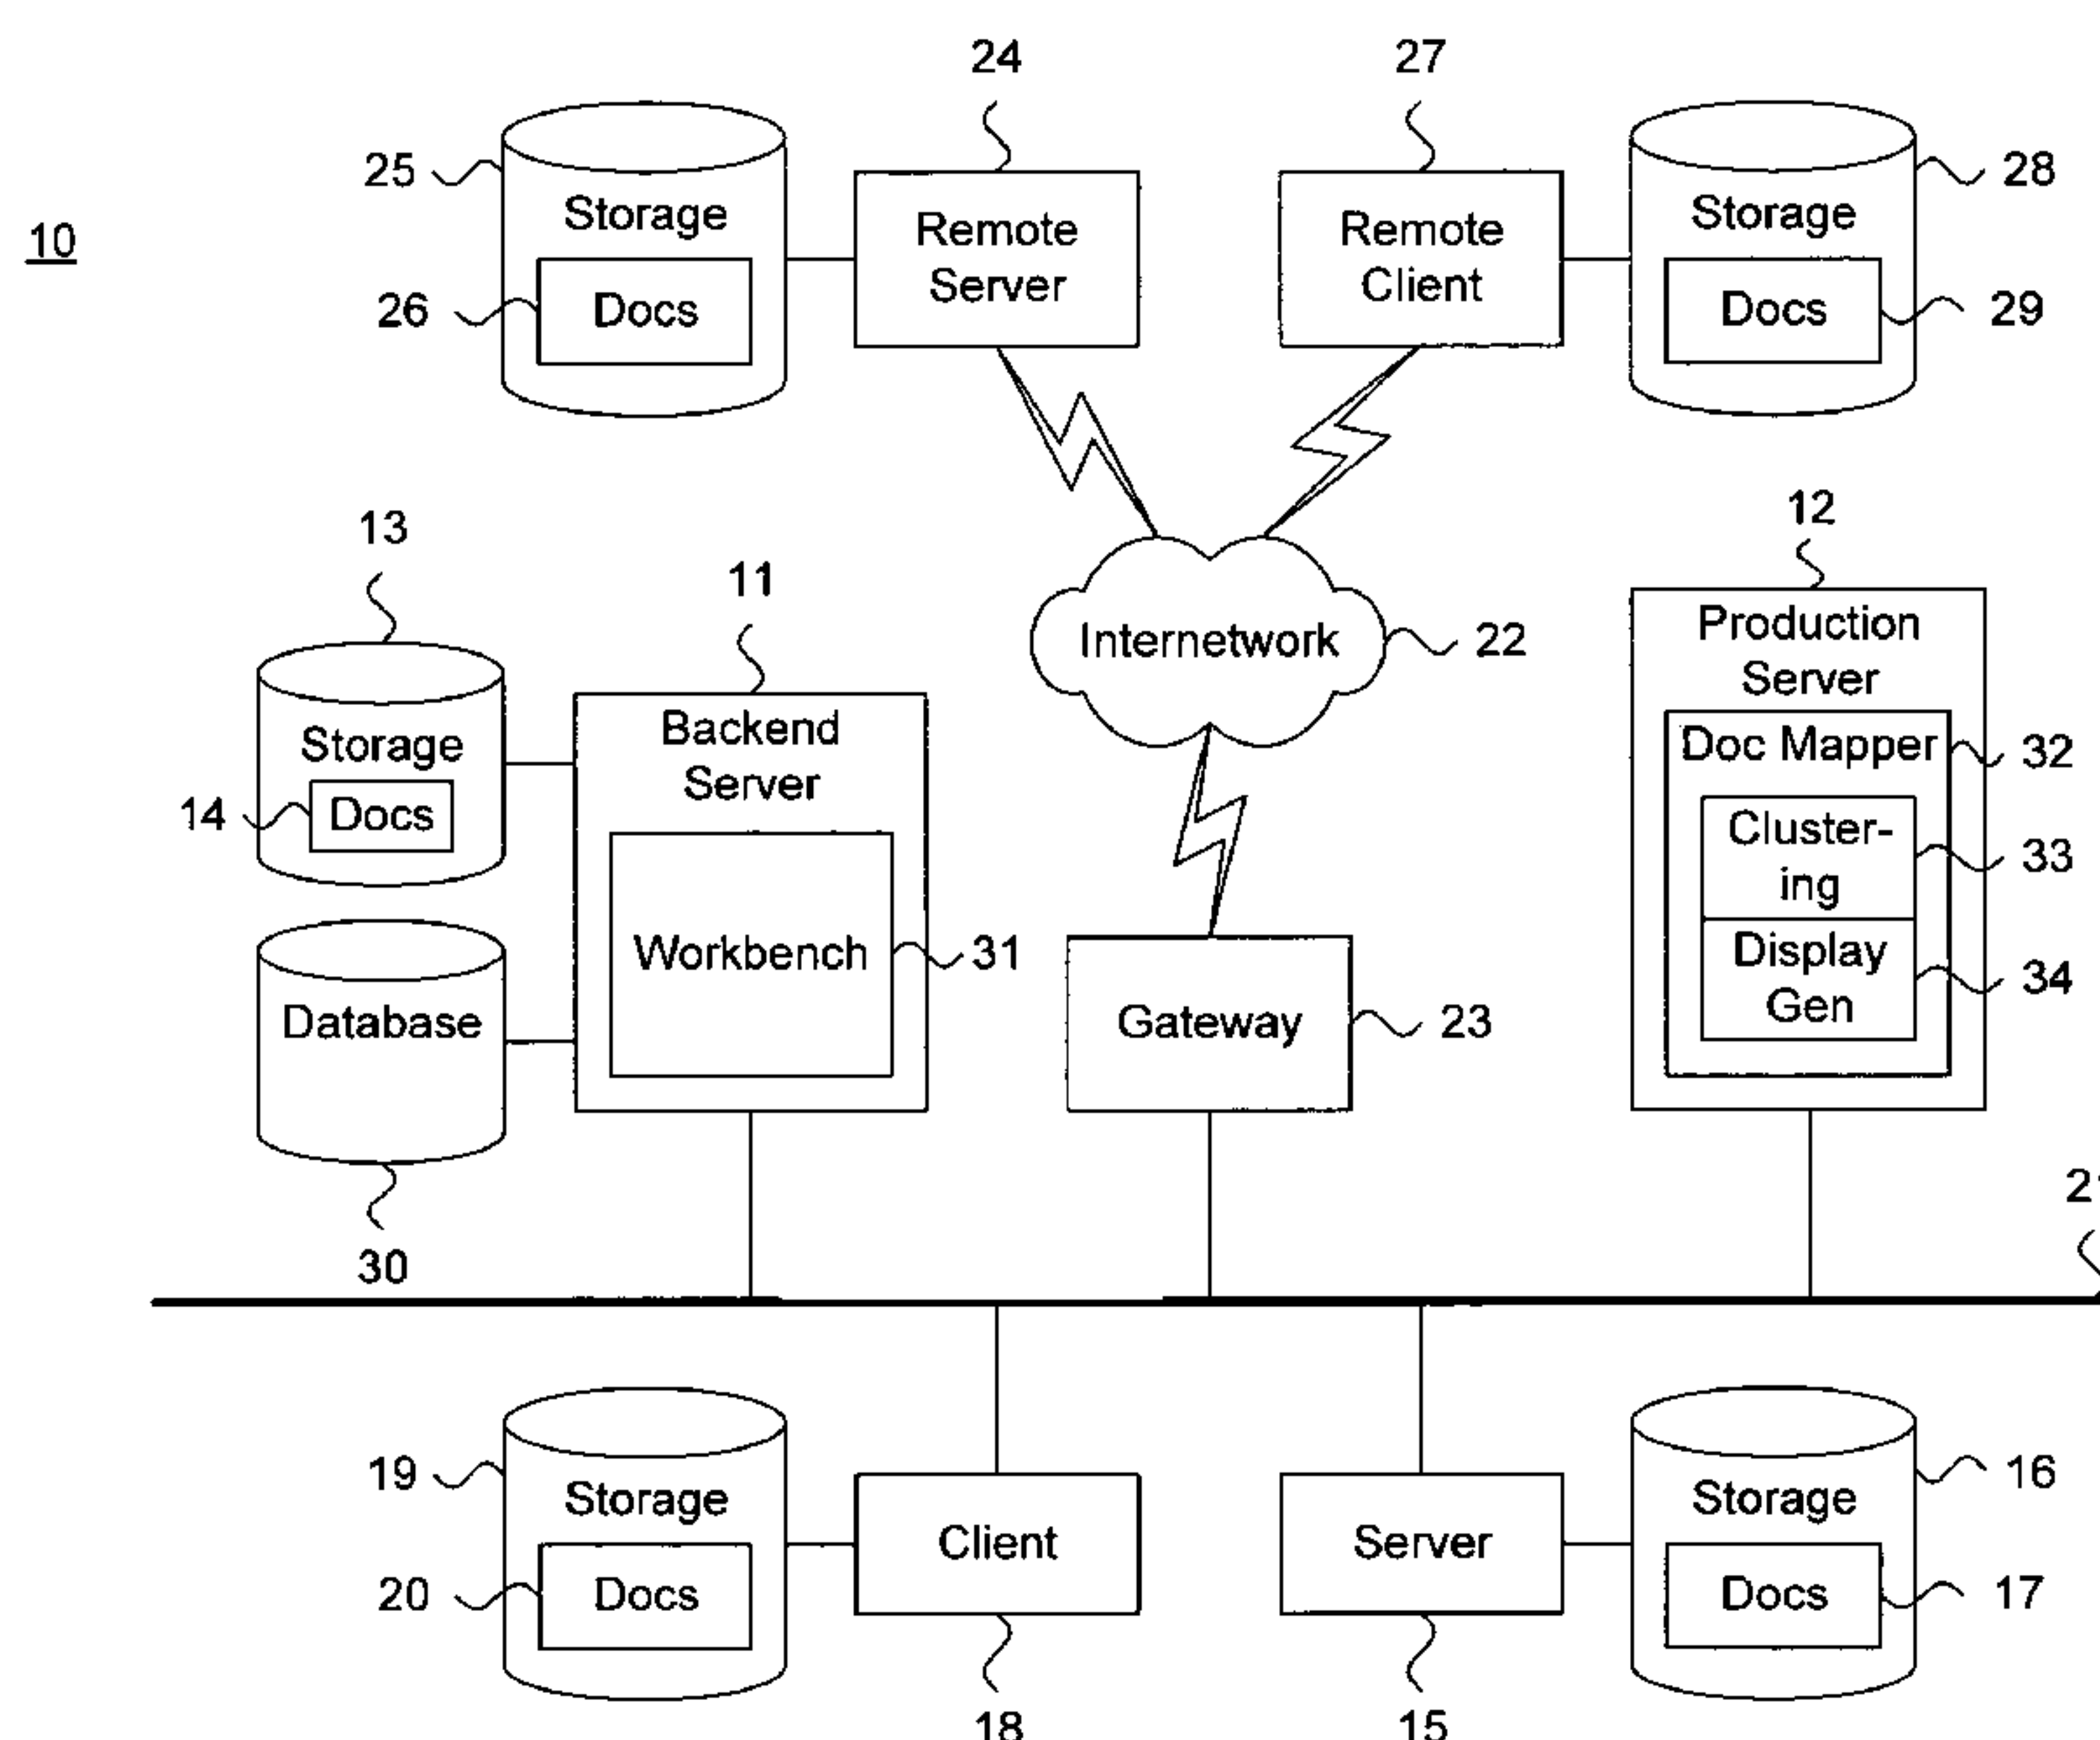 24
27
25
28
Storage
Remote
Server
Remote
Client
Storage
10
26
Docs
Docs
29
13
12
11
Internetwork
22
Production
Server
Storage
Backend
Server
Doc Mapper
32
14
Docs
Cluster-
ing
33
Workbench
31
Display
Gen
34
Database
Gateway
23
30
19
Storage
Client
Server
Storage
16
20
Docs
Docs
17
18
15